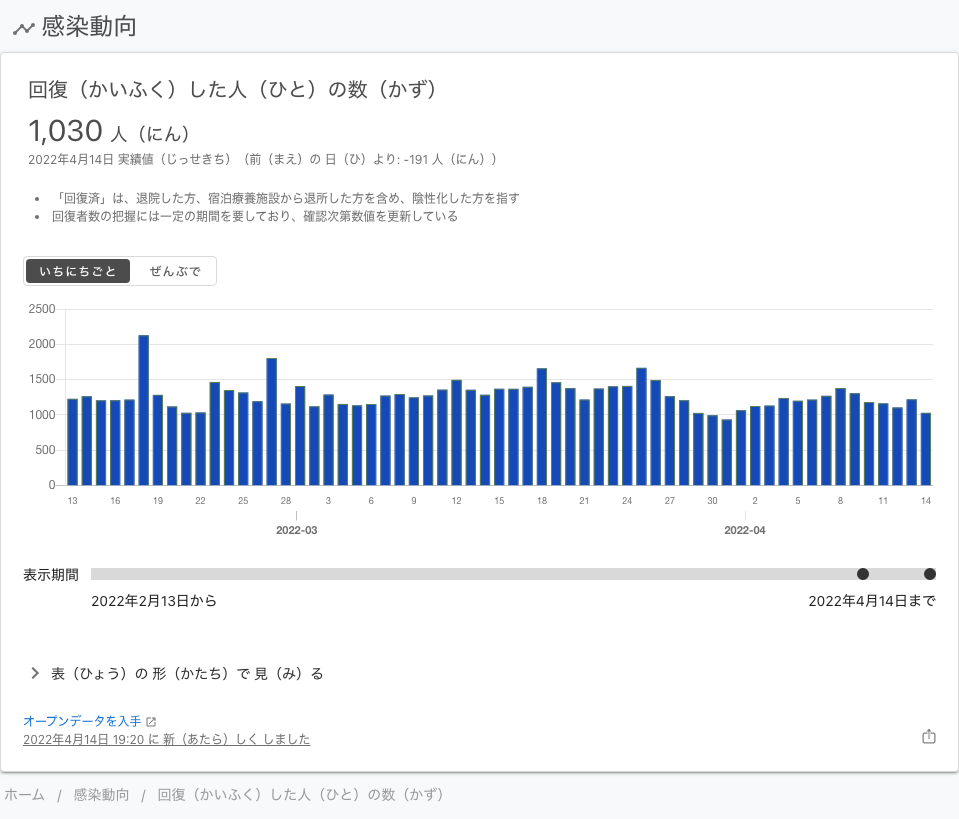 感染動向
回復（かいふく）した人（ひと）の数（かず）
1,030 人（にん）
2022年4月14日 実績値（じっせきち）（前（まえ）の 日（ひ）より: -191 人（にん））
「回復済」は、退院した方、宿泊療養施設から退所した方を含め、陰性化した方を指す
回復者数の把握には一定の期間を要しており、確認次第数値を更新している
いちにちごと ぜんぶで
2500
2000
1500
1000
500
0
13 16 19 22 25 28 3 6 9 12 15 18 21 24 27 30 2 5 8 11 14
2022-03 2022-04
表示期間
2022年2月13日から 2022年4月14日まで
表（ひょう）の 形（かたち）で 見（み）る
オープンデータを入手
2022年4月14日 19:20 に 新（あたら）しく しました
ホーム / 感染動向 / 回復（かいふく）した人（ひと）の数（かず）